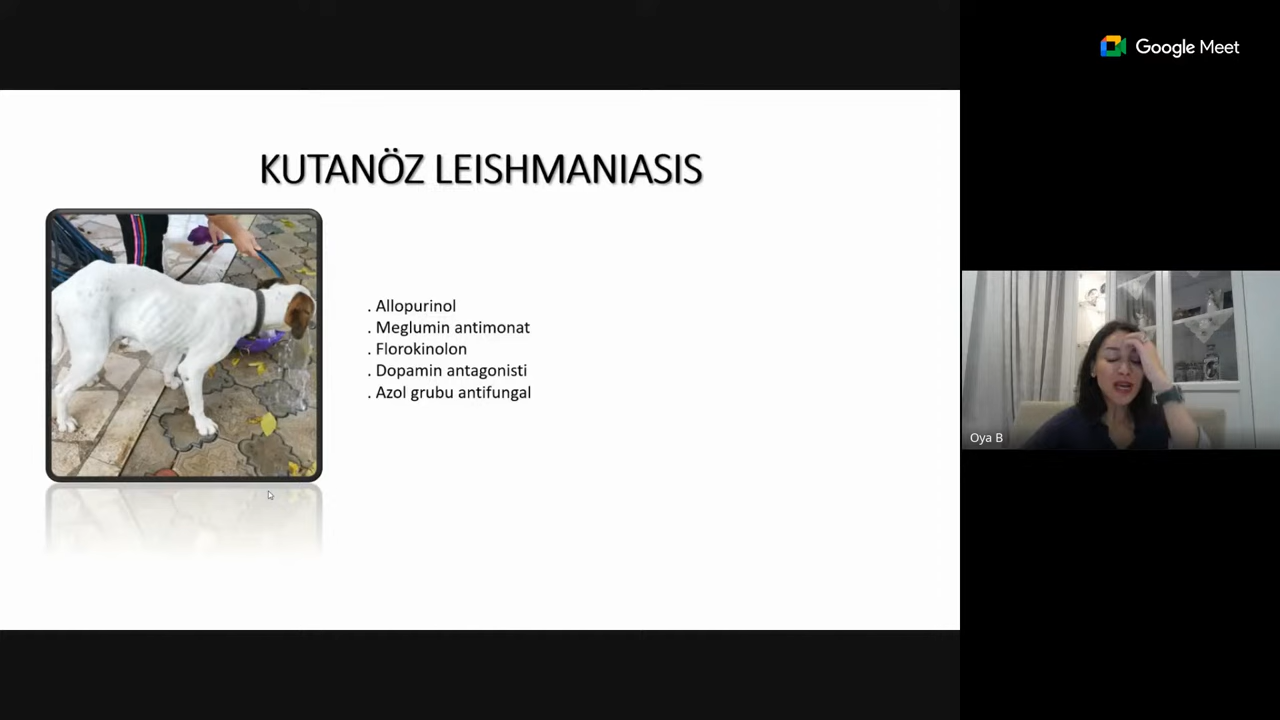 Google Meet
KUTANÖZ LEISHMANIASIS
. Allopurinol
. Meglumin antimonat
. Florokinolon
. Dopamin antagonisti
. Azol grubu antifungal
Oya B